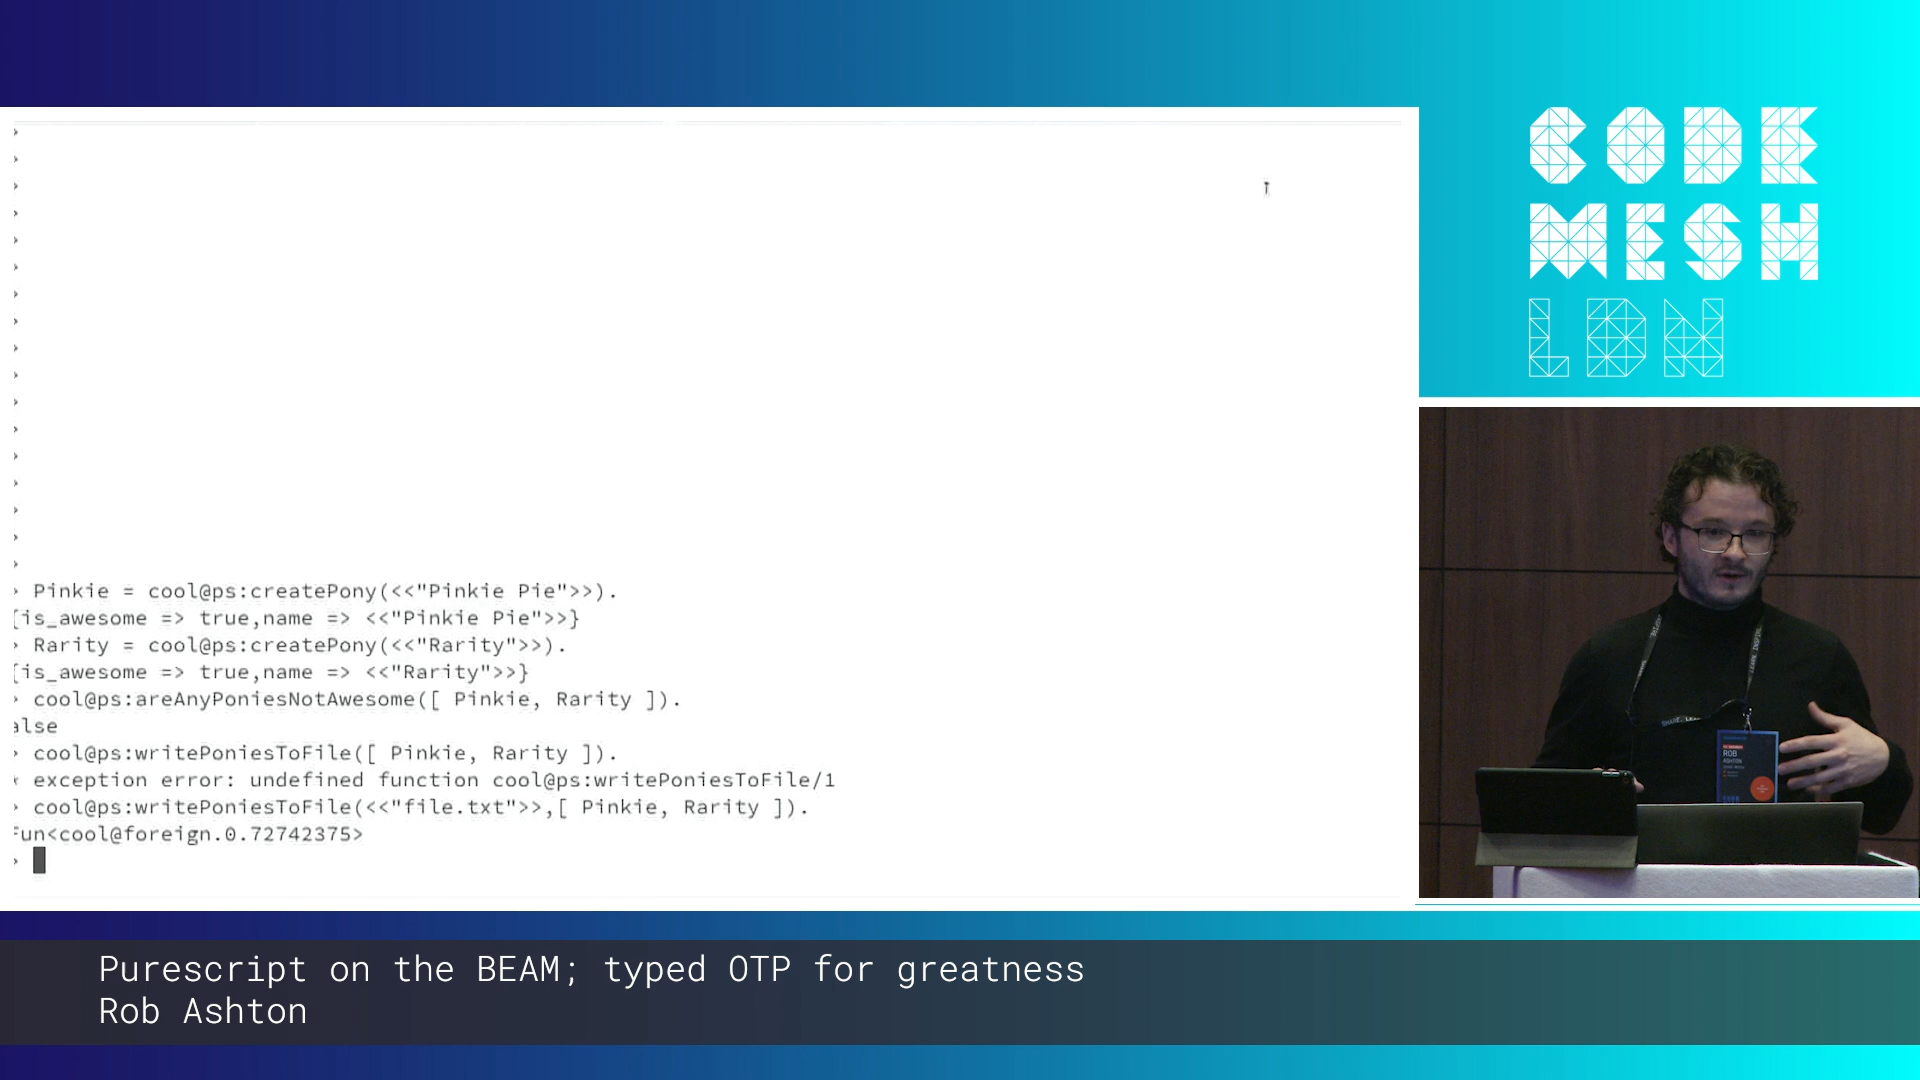 CODE
MESH
LDN
› Pinkie = cool@ps:createPony(<<"Pinkie Pie">>).
{is_awesome => true,name => <<"Pinkie Pie">>}
› Rarity = cool@ps:createPony(<<"Rarity">>).
{is_awesome => true,name => <<"Rarity">>}
› cool@ps:areAnyPoniesNotAwesome([ Pinkie, Rarity ]).
alse
› cool@ps:writePoniesToFile([ Pinkie, Rarity ]).
* exception error: undefined function cool@ps:writePoniesToFile/1
› cool@ps:writePoniesToFile(<<"file.txt">>,[ Pinkie, Rarity ]).
Fun<cool@foreign.0.72742375>
›
ROB
ASHTON
Purescript on the BEAM; typed OTP for greatness
Rob Ashton